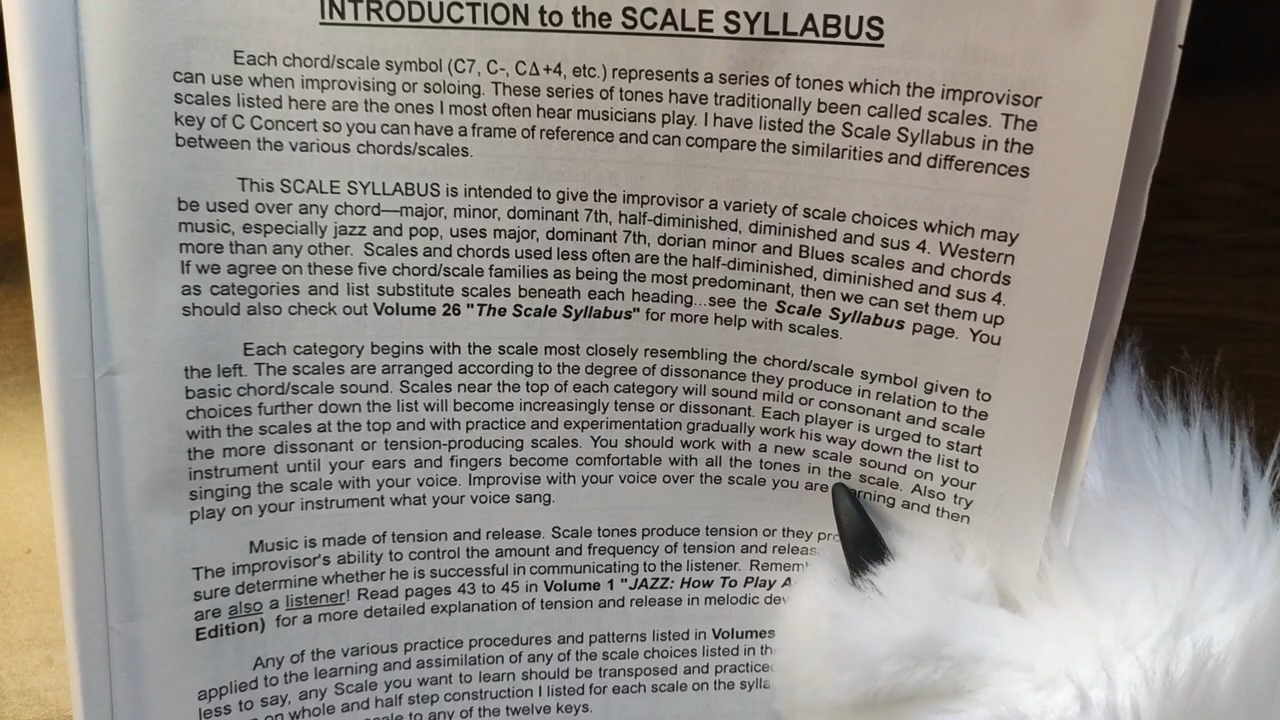 INTRODUCTION to the SCALE SYLLABUS
Each chord/scale symbol (C7, C-, CΔ+4, etc.) represents a series of tones which the improvisor
can use when improvising or soloing. These series of tones have traditionally been called scales. The
scales listed here are the ones I most often hear musicians play. I have listed the Scale Syllabus in the
key of C Concert so you can have a frame of reference and can compare the similarities and differences
between the various chords/scales.
This SCALE SYLLABUS is intended to give the improvisor a variety of scale choices which may
be used over any chord—major, minor, dominant 7th, half-diminished, diminished and sus 4. Western
music, especially jazz and pop, uses major, dominant 7th, dorian minor and Blues scales and chords
more than any other. Scales and chords used less often are the half-diminished, diminished and sus 4.
If we agree on these five chord/scale families as being the most predominant, then we can set them up
as categories and list substitute scales beneath each heading...see the Scale Syllabus page. You
should also check out Volume 26 "The Scale Syllabus" for more help with scales.
Each category begins with the scale most closely resembling the chord/scale symbol given to
the left. The scales are arranged according to the degree of dissonance they produce in relation to the
basic chord/scale sound. Scales near the top of each category will sound mild or consonant and scale
choices further down the list will become increasingly tense or dissonant. Each player is urged to start
with the scales at the top and with practice and experimentation gradually work his way down the list to
the more dissonant or tension-producing scales. You should work with a new scale sound on your
instrument until your ears and fingers become comfortable with all the tones in the scale. Also try
singing the scale with your voice. Improvise with your voice over the scale you are arning and then
play on your instrument what your voice sang.
Music is made of tension and release. Scale tones produce tension or they pro
The improvisor's ability to control the amount and frequency of tension and releas
sure determine whether he is successful in communicating to the listener. Rememb
are also a listener! Read pages 43 to 45 in Volume 1 "JAZZ: How To Play A
Edition) for a more detailed explanation of tension and release in melodic dev
Any of the various practice procedures and patterns listed in Volumes
applied to the learning and assimilation of any of the scale choices listed in th
less to say, any Scale you want to learn should be transposed and practice
on whole and half step construction I listed for each scale on the sylla
to any of the twelve keys.